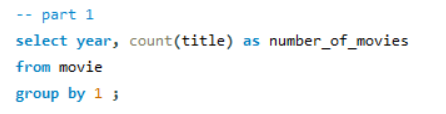 -- part 1
select year, count(title) as number_of_movies
from movie
group by 1 ;